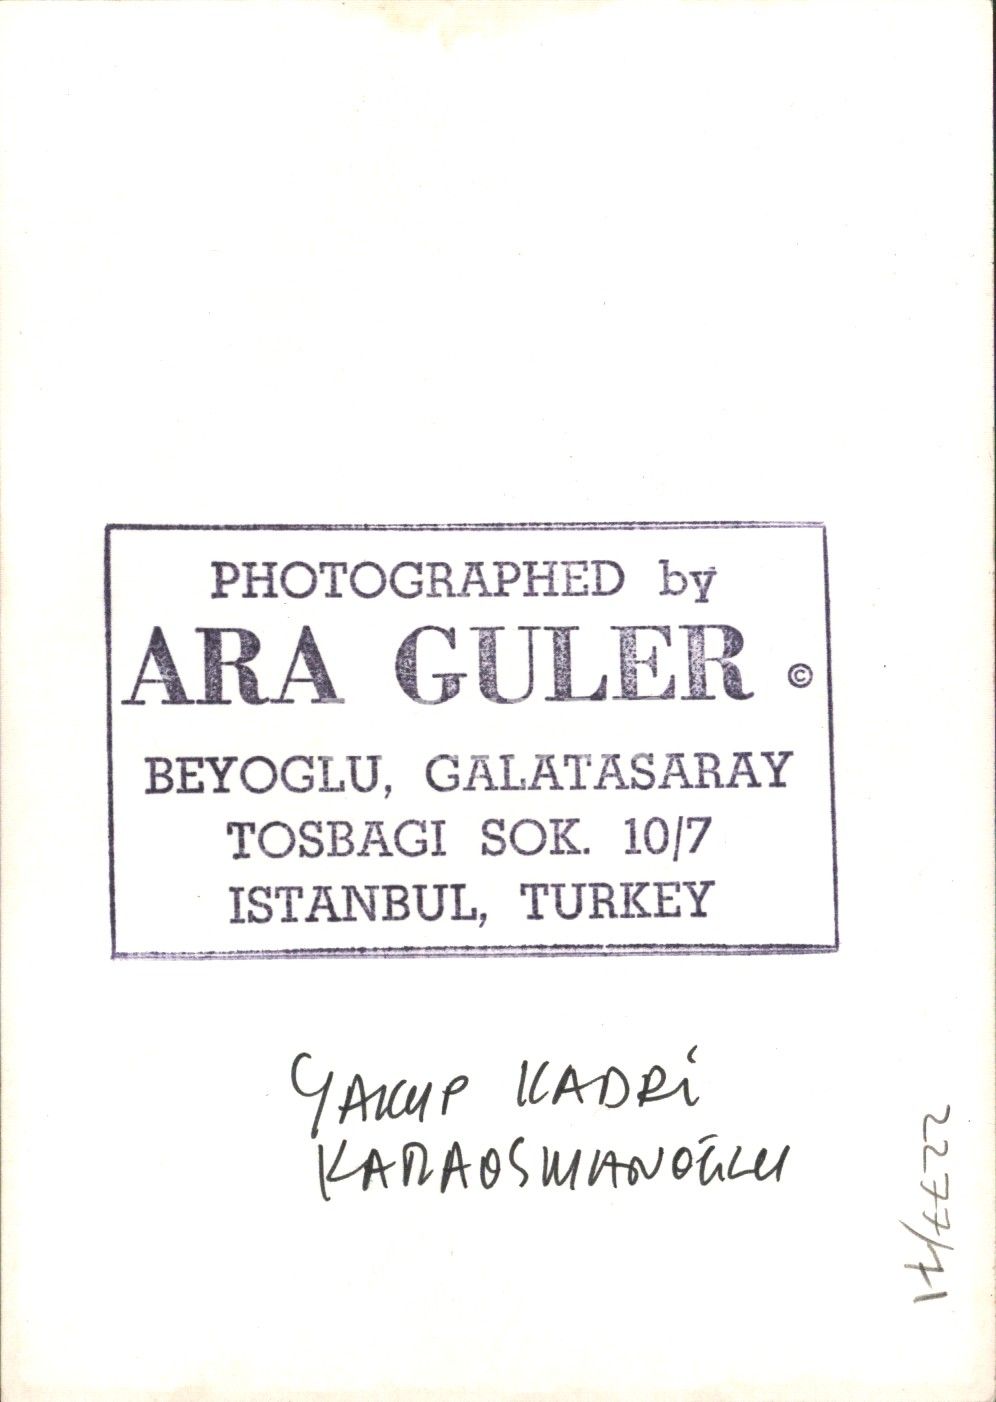 PHOTOGRAPHED by
ARA GULER ©
BEYOGLU, GALATASARAY
TOSBAGI SOK. 10/7
ISTANBUL, TURKEY
YAKUP KADRİ
KARAOSMANOĞLU